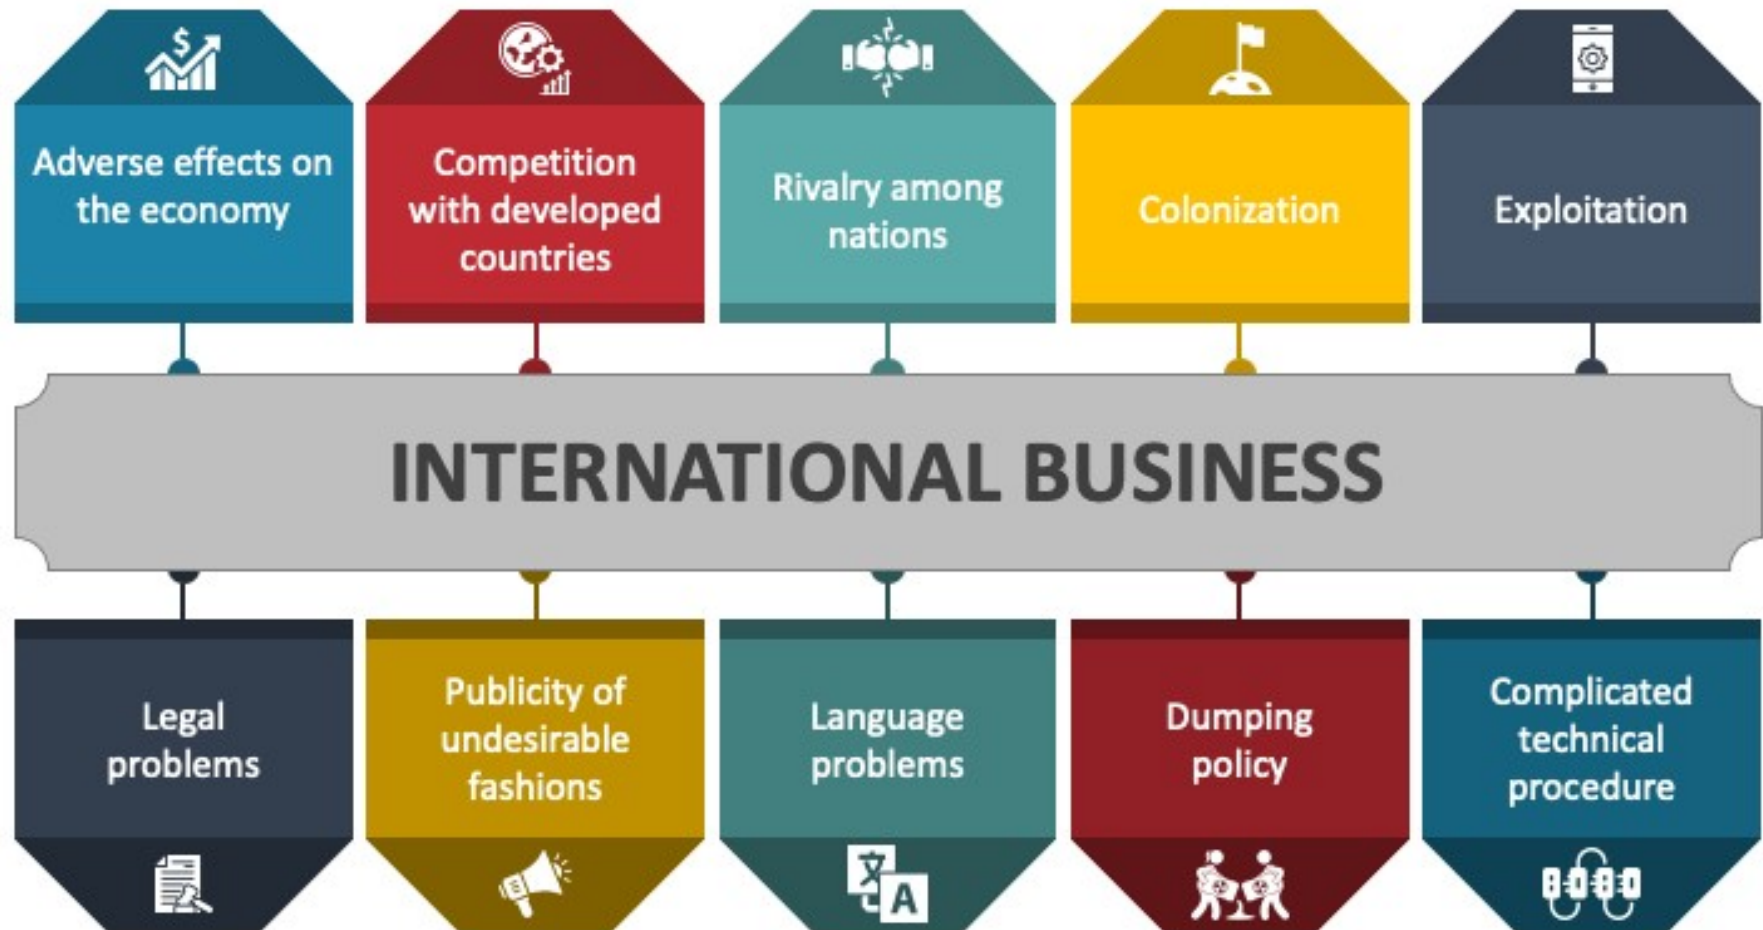 Adverse effects on
the economy
Competition
with developed
countries
Rivalry among
nations
Colonization
Exploitation
INTERNATIONAL BUSINESS
Legal
problems
Publicity of
undesirable
fashions
Language
problems
文
A
Dumping
policy
Complicated
technical
procedure